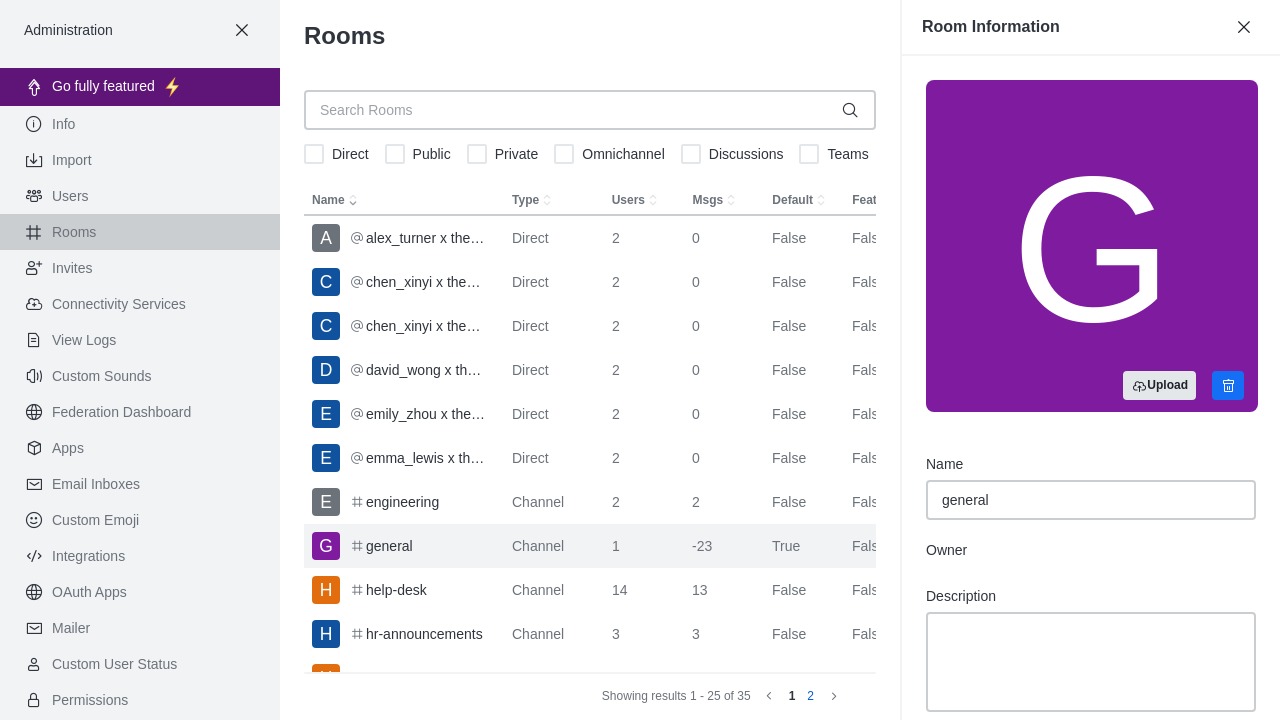 Administration
Go fully featured ⚡
Info
Import
Users
Rooms
Invites
Connectivity Services
View Logs
Custom Sounds
Federation Dashboard
Apps
Email Inboxes
Custom Emoji
Integrations
OAuth Apps
Mailer
Custom User Status
Permissions
Rooms
Search Rooms
Direct Public Private Omnichannel Discussions Teams
Name Type Users Msgs Default Feat
A @ alex_turner x the… Direct 2 0 False Fals
C @ chen_xinyi x the… Direct 2 0 False Fals
C @ chen_xinyi x the… Direct 2 0 False Fals
D @ david_wong x th… Direct 2 0 False Fals
E @ emily_zhou x the… Direct 2 0 False Fals
E @ emma_lewis x th… Direct 2 0 False Fals
E # engineering Channel 2 2 False Fals
G # general Channel 1 -23 True Fals
H # help-desk Channel 14 13 False Fals
H # hr-announcements Channel 3 3 False Fals
Showing results 1 - 25 of 35 1 2
Room Information
G
Upload
Name
general
Owner
Description